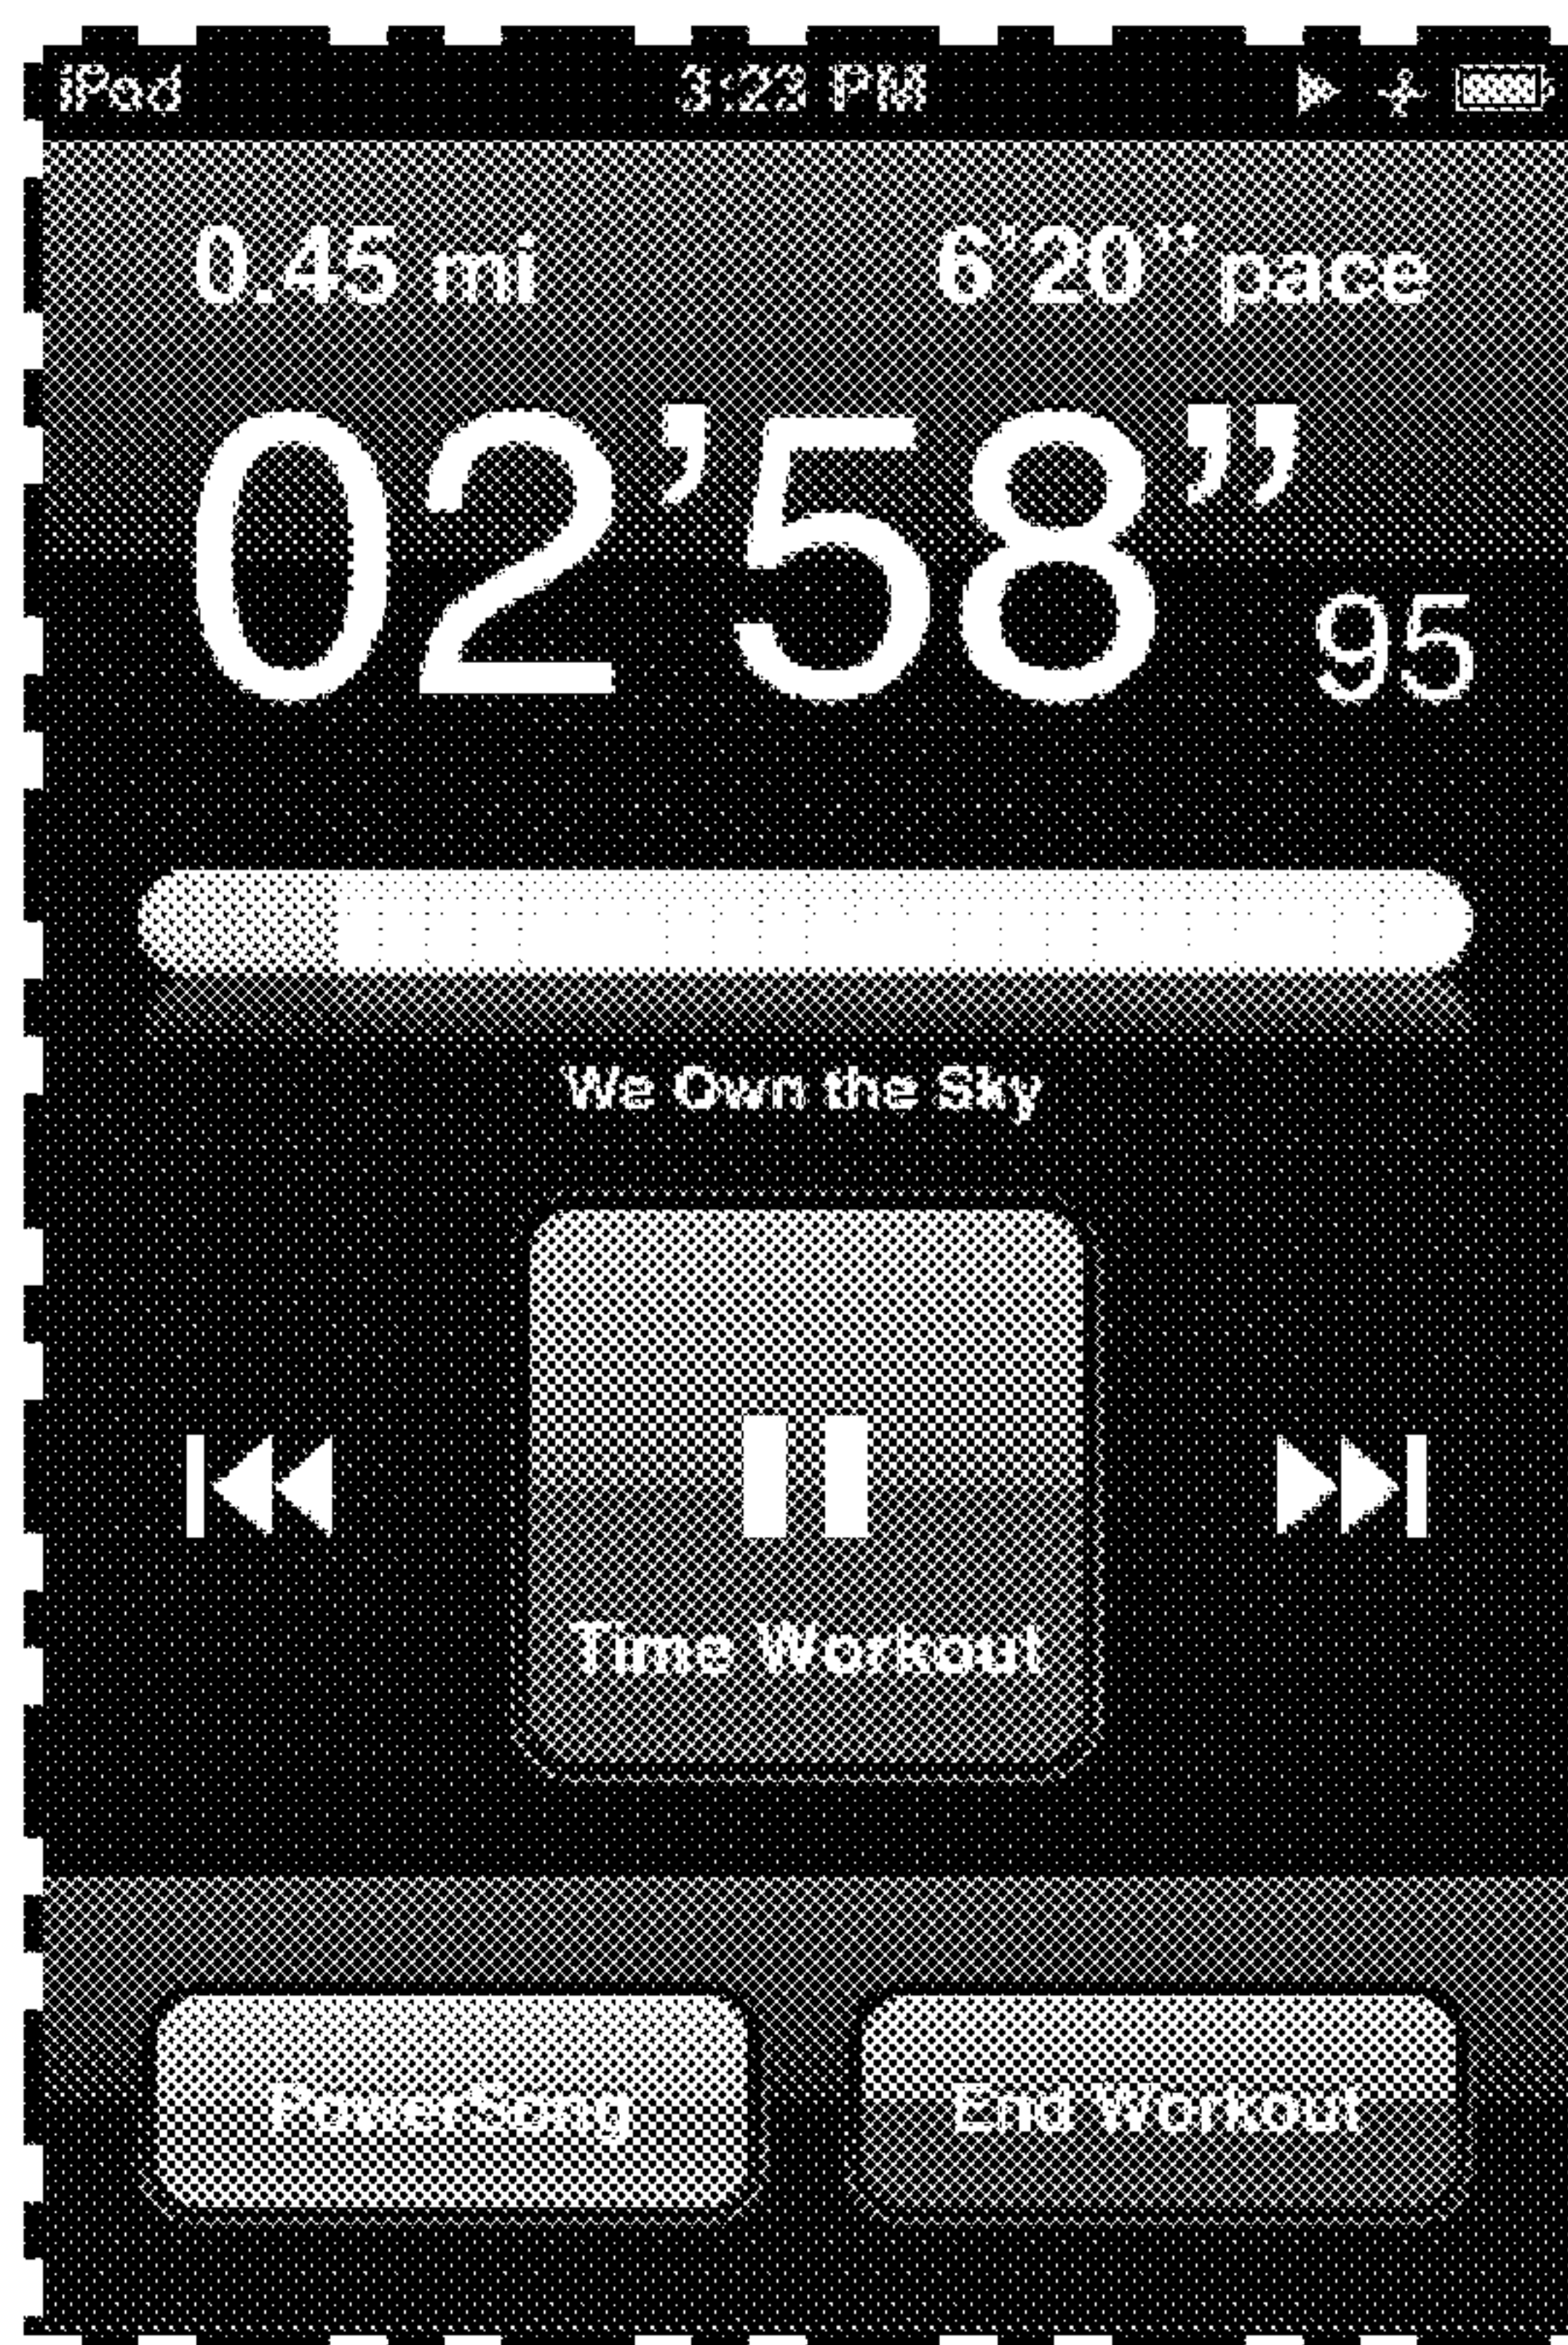 iPod 3:23 PM
0.45 mi 6'20" pace
02’58” 95
We Own the Sky
Time Workout
PowerSong End Workout